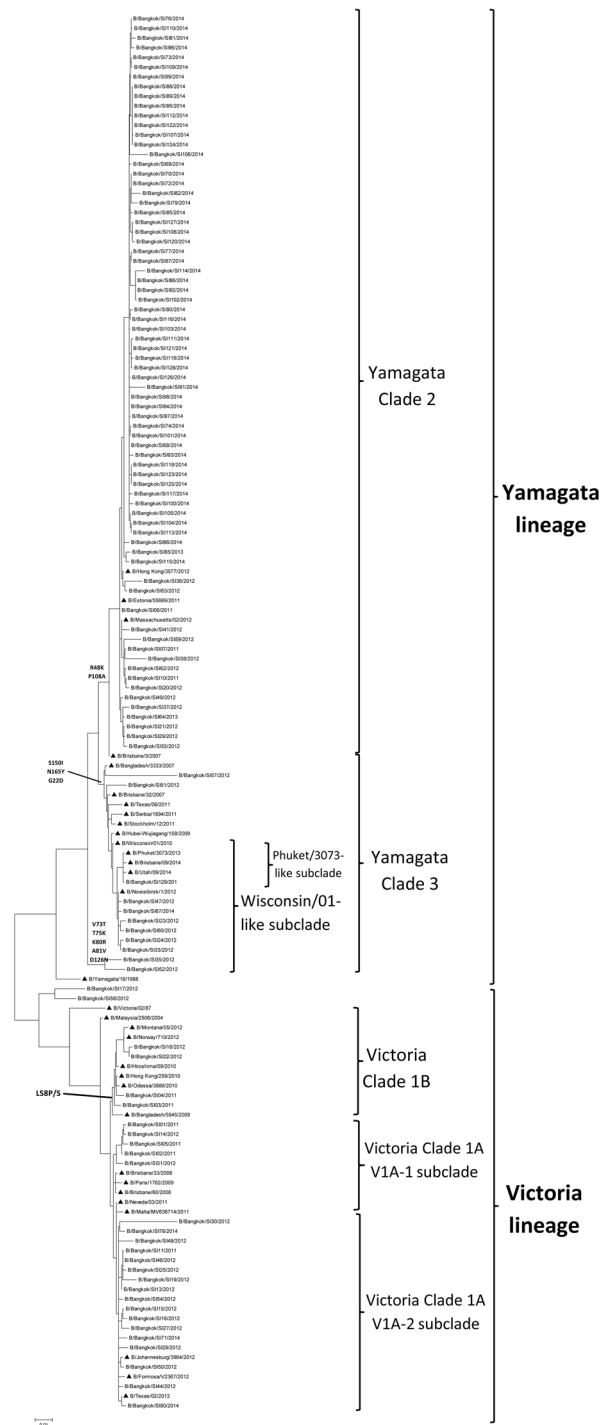 B/Bangkok/SI76/2014
B/Bangkok/SI110/2014
B/Bangkok/SI81/2014
B/Bangkok/SI96/2014
B/Bangkok/SI73/2014
B/Bangkok/SI109/2014
B/Bangkok/SI99/2014
B/Bangkok/SI88/2014
B/Bangkok/SI89/2014
B/Bangkok/SI95/2014
B/Bangkok/SI112/2014
B/Bangkok/SI122/2014
B/Bangkok/SI107/2014
B/Bangkok/SI124/2014
B/Bangkok/SI106/2014
B/Bangkok/SI69/2014
B/Bangkok/SI70/2014
B/Bangkok/SI72/2014
B/Bangkok/SI82/2014
B/Bangkok/SI79/2014
B/Bangkok/SI85/2014
B/Bangkok/SI127/2014
B/Bangkok/SI108/2014
B/Bangkok/SI120/2014
B/Bangkok/SI77/2014
B/Bangkok/SI87/2014
B/Bangkok/SI114/2014
B/Bangkok/SI86/2014
B/Bangkok/SI92/2014
B/Bangkok/SI102/2014
B/Bangkok/SI90/2014
B/Bangkok/SI116/2014
B/Bangkok/SI103/2014
B/Bangkok/SI111/2014
B/Bangkok/SI121/2014
B/Bangkok/SI119/2014
B/Bangkok/SI128/2014
B/Bangkok/SI126/2014
B/Bangkok/SI91/2014
B/Bangkok/SI98/2014
B/Bangkok/SI94/2014
B/Bangkok/SI97/2014
B/Bangkok/SI74/2014
B/Bangkok/SI101/2014
B/Bangkok/SI68/2014
B/Bangkok/SI93/2014
B/Bangkok/SI118/2014
B/Bangkok/SI123/2014
B/Bangkok/SI125/2014
B/Bangkok/SI117/2014
B/Bangkok/SI100/2014
B/Bangkok/SI105/2014
B/Bangkok/SI104/2014
B/Bangkok/SI113/2014
B/Bangkok/SI66/2014
B/Bangkok/SI65/2013
B/Bangkok/SI115/2014
B/Hong Kong/3577/2012
B/Bangkok/SI36/2012
B/Bangkok/SI63/2012
B/Estonia/55669/2011
B/Bangkok/SI06/2011
B/Massachusetts/02/2012
B/Bangkok/SI41/2012
B/Bangkok/SI59/2012
B/Bangkok/SI07/2011
B/Bangkok/SI38/2012
B/Bangkok/SI62/2012
B/Bangkok/SI10/2011
B/Bangkok/SI20/2012
B/Bangkok/SI49/2012
B/Bangkok/SI37/2012
B/Bangkok/SI64/2013
B/Bangkok/SI21/2012
B/Bangkok/SI29/2012
B/Bangkok/SI55/2012
B/Brisbane/3/2007
B/Bangladesh/3333/2007
B/Bangkok/SI57/2012
B/Bangkok/SI61/2012
B/Brisbane/32/2007
B/Texas/06/2011
B/Serbia/1894/2011
B/Stockholm/12/2011
B/Hubei-Wujiagang/158/2009
B/Wisconsin/01/2010
B/Phuket/3073/2013
B/Brisbane/09/2014
B/Utah/09/2014
B/Bangkok/SI129/201
B/Novosibirsk/1/2012
B/Bangkok/SI47/2012
B/Bangkok/SI67/2014
B/Bangkok/SI23/2012
B/Bangkok/SI60/2012
B/Bangkok/SI24/2012
B/Bangkok/SI33/2012
B/Bangkok/SI35/2012
B/Bangkok/SI52/2012
B/Yamagata/16/1988
B/Bangkok/SI17/2012
B/Bangkok/SI58/2012
B/Victoria/02/87
B/Malaysia/2506/2004
B/Montana/05/2012
B/Norway/710/2012
B/Bangkok/SI18/2012
B/Bangkok/SI22/2012
B/Hiroshima/09/2010
B/Hong Kong/259/2010
B/Odessa/3886/2010
B/Bangkok/SI04/2011
B/Bangkok/SI03/2011
B/Bangladesh/5945/2009
B/Bangkok/SI01/2011
B/Bangkok/SI14/2012
B/Bangkok/SI05/2011
B/Bangkok/SI02/2011
B/Bangkok/SI31/2012
B/Brisbane/33/2008
B/Paris/1762/2009
B/Brisbane/60/2008
B/Nevada/03/2011
B/Malta/MV636714/2011
B/Bangkok/SI30/2012
B/Bangkok/SI78/2014
B/Bangkok/SI48/2012
B/Bangkok/SI11/2011
B/Bangkok/SI46/2012
B/Bangkok/SI25/2012
B/Bangkok/SI19/2012
B/Bangkok/SI13/2012
B/Bangkok/SI54/2012
B/Bangkok/SI15/2012
B/Bangkok/SI16/2012
B/Bangkok/SI27/2012
B/Bangkok/SI71/2014
B/Bangkok/SI28/2012
B/Johannesburg/3964/2012
B/Bangkok/SI50/2012
B/Formosa/V2367/2012
B/Bangkok/SI44/2012
B/Texas/02/2013
B/Bangkok/SI80/2014
R48K
P108A
S150I
N165Y
G22D
V73T
T75K
K80R
A81V
D126N
L58P/S
Yamagata
Clade 2
Phuket/3073-
like subclade
Wisconsin/01-
like subclade
Yamagata
Clade 3
Yamagata
lineage
Victoria
Clade 1B
Victoria Clade 1A
V1A-1 subclade
Victoria Clade 1A
V1A-2 subclade
Victoria
lineage